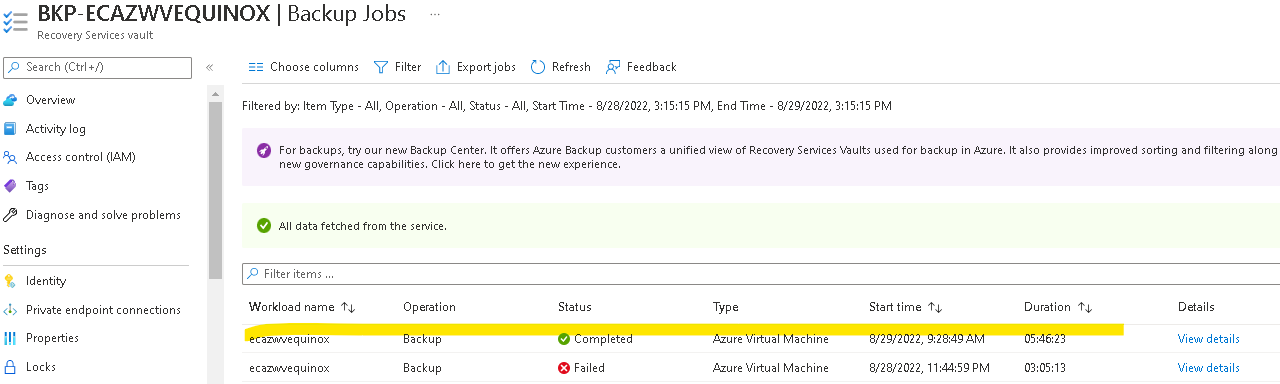 BKP-ECAZWVEQUINOX | Backup Jobs ...
Recovery Services vault
Search (Ctrl+/) «
Overview
Activity log
Access control (IAM)
Tags
Diagnose and solve problems
Settings
Identity
Private endpoint connections
Properties
Locks
Choose columns Filter Export jobs Refresh Feedback
Filtered by: Item Type - All, Operation - All, Status - All, Start Time - 8/28/2022, 3:15:15 PM, End Time - 8/29/2022, 3:15:15 PM
For backups, try our new Backup Center. It offers Azure Backup customers a unified view of Recovery Services Vaults used for backup in Azure. It also provides improved sorting and filtering along
new governance capabilities. Click here to get the new experience.
All data fetched from the service.
Filter items ...
Workload name ↑↓ Operation Status Type Start time ↑↓ Duration ↑↓ Details
ecazwvequinox Backup Completed Azure Virtual Machine 8/29/2022, 9:28:49 AM 05:46:23 View details
ecazwvequinox Backup Failed Azure Virtual Machine 8/28/2022, 11:44:59 PM 03:05:13 View details